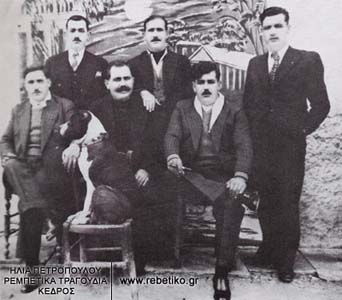 ΗΛΙΑ ΠΕΤΡΟΠΟΥΛΟΥ
ΡΕΜΠΕΤΙΚΑ ΤΡΑΓΟΥΔΙΑ
ΚΕΔΡΟΣ
www.rebetiko.gr